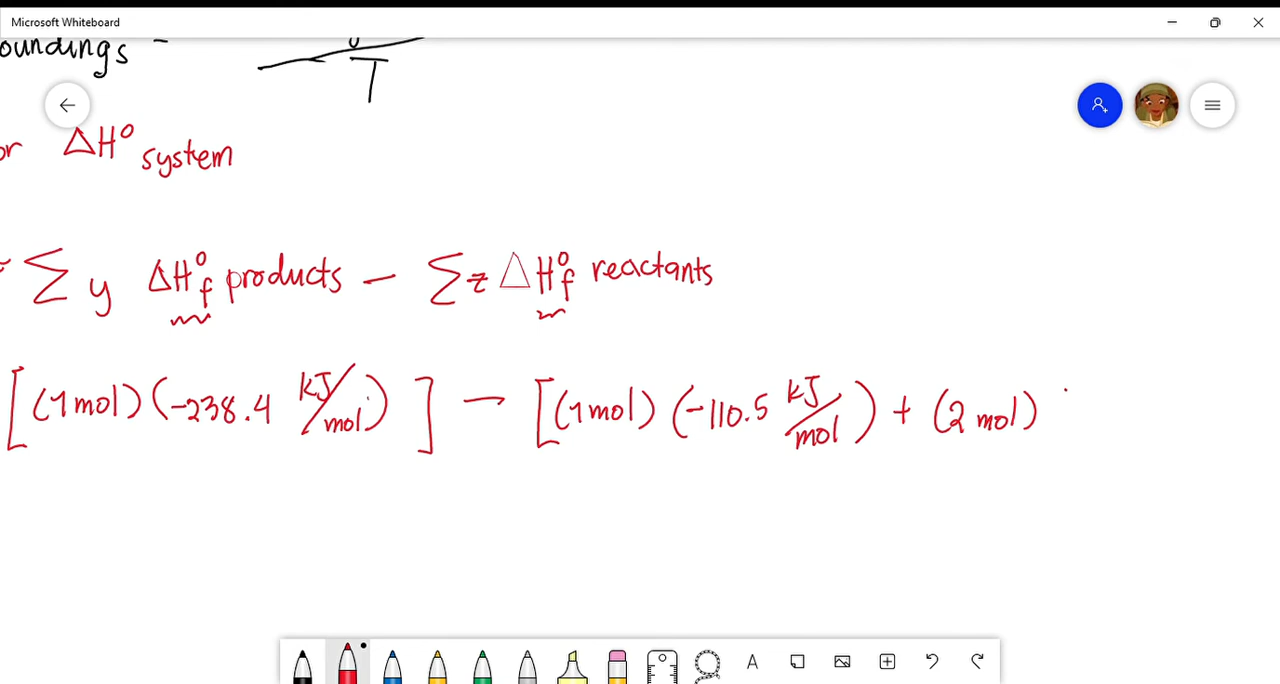 Microsoft Whiteboard
oundings =
T
or ΔH° system
= Σ y ΔH°f products − Σ z ΔH°f reactants
[(1 mol)(-238.4 kJ/mol)] − [(1 mol)(-110.5 kJ/mol) + (2 mol)
A